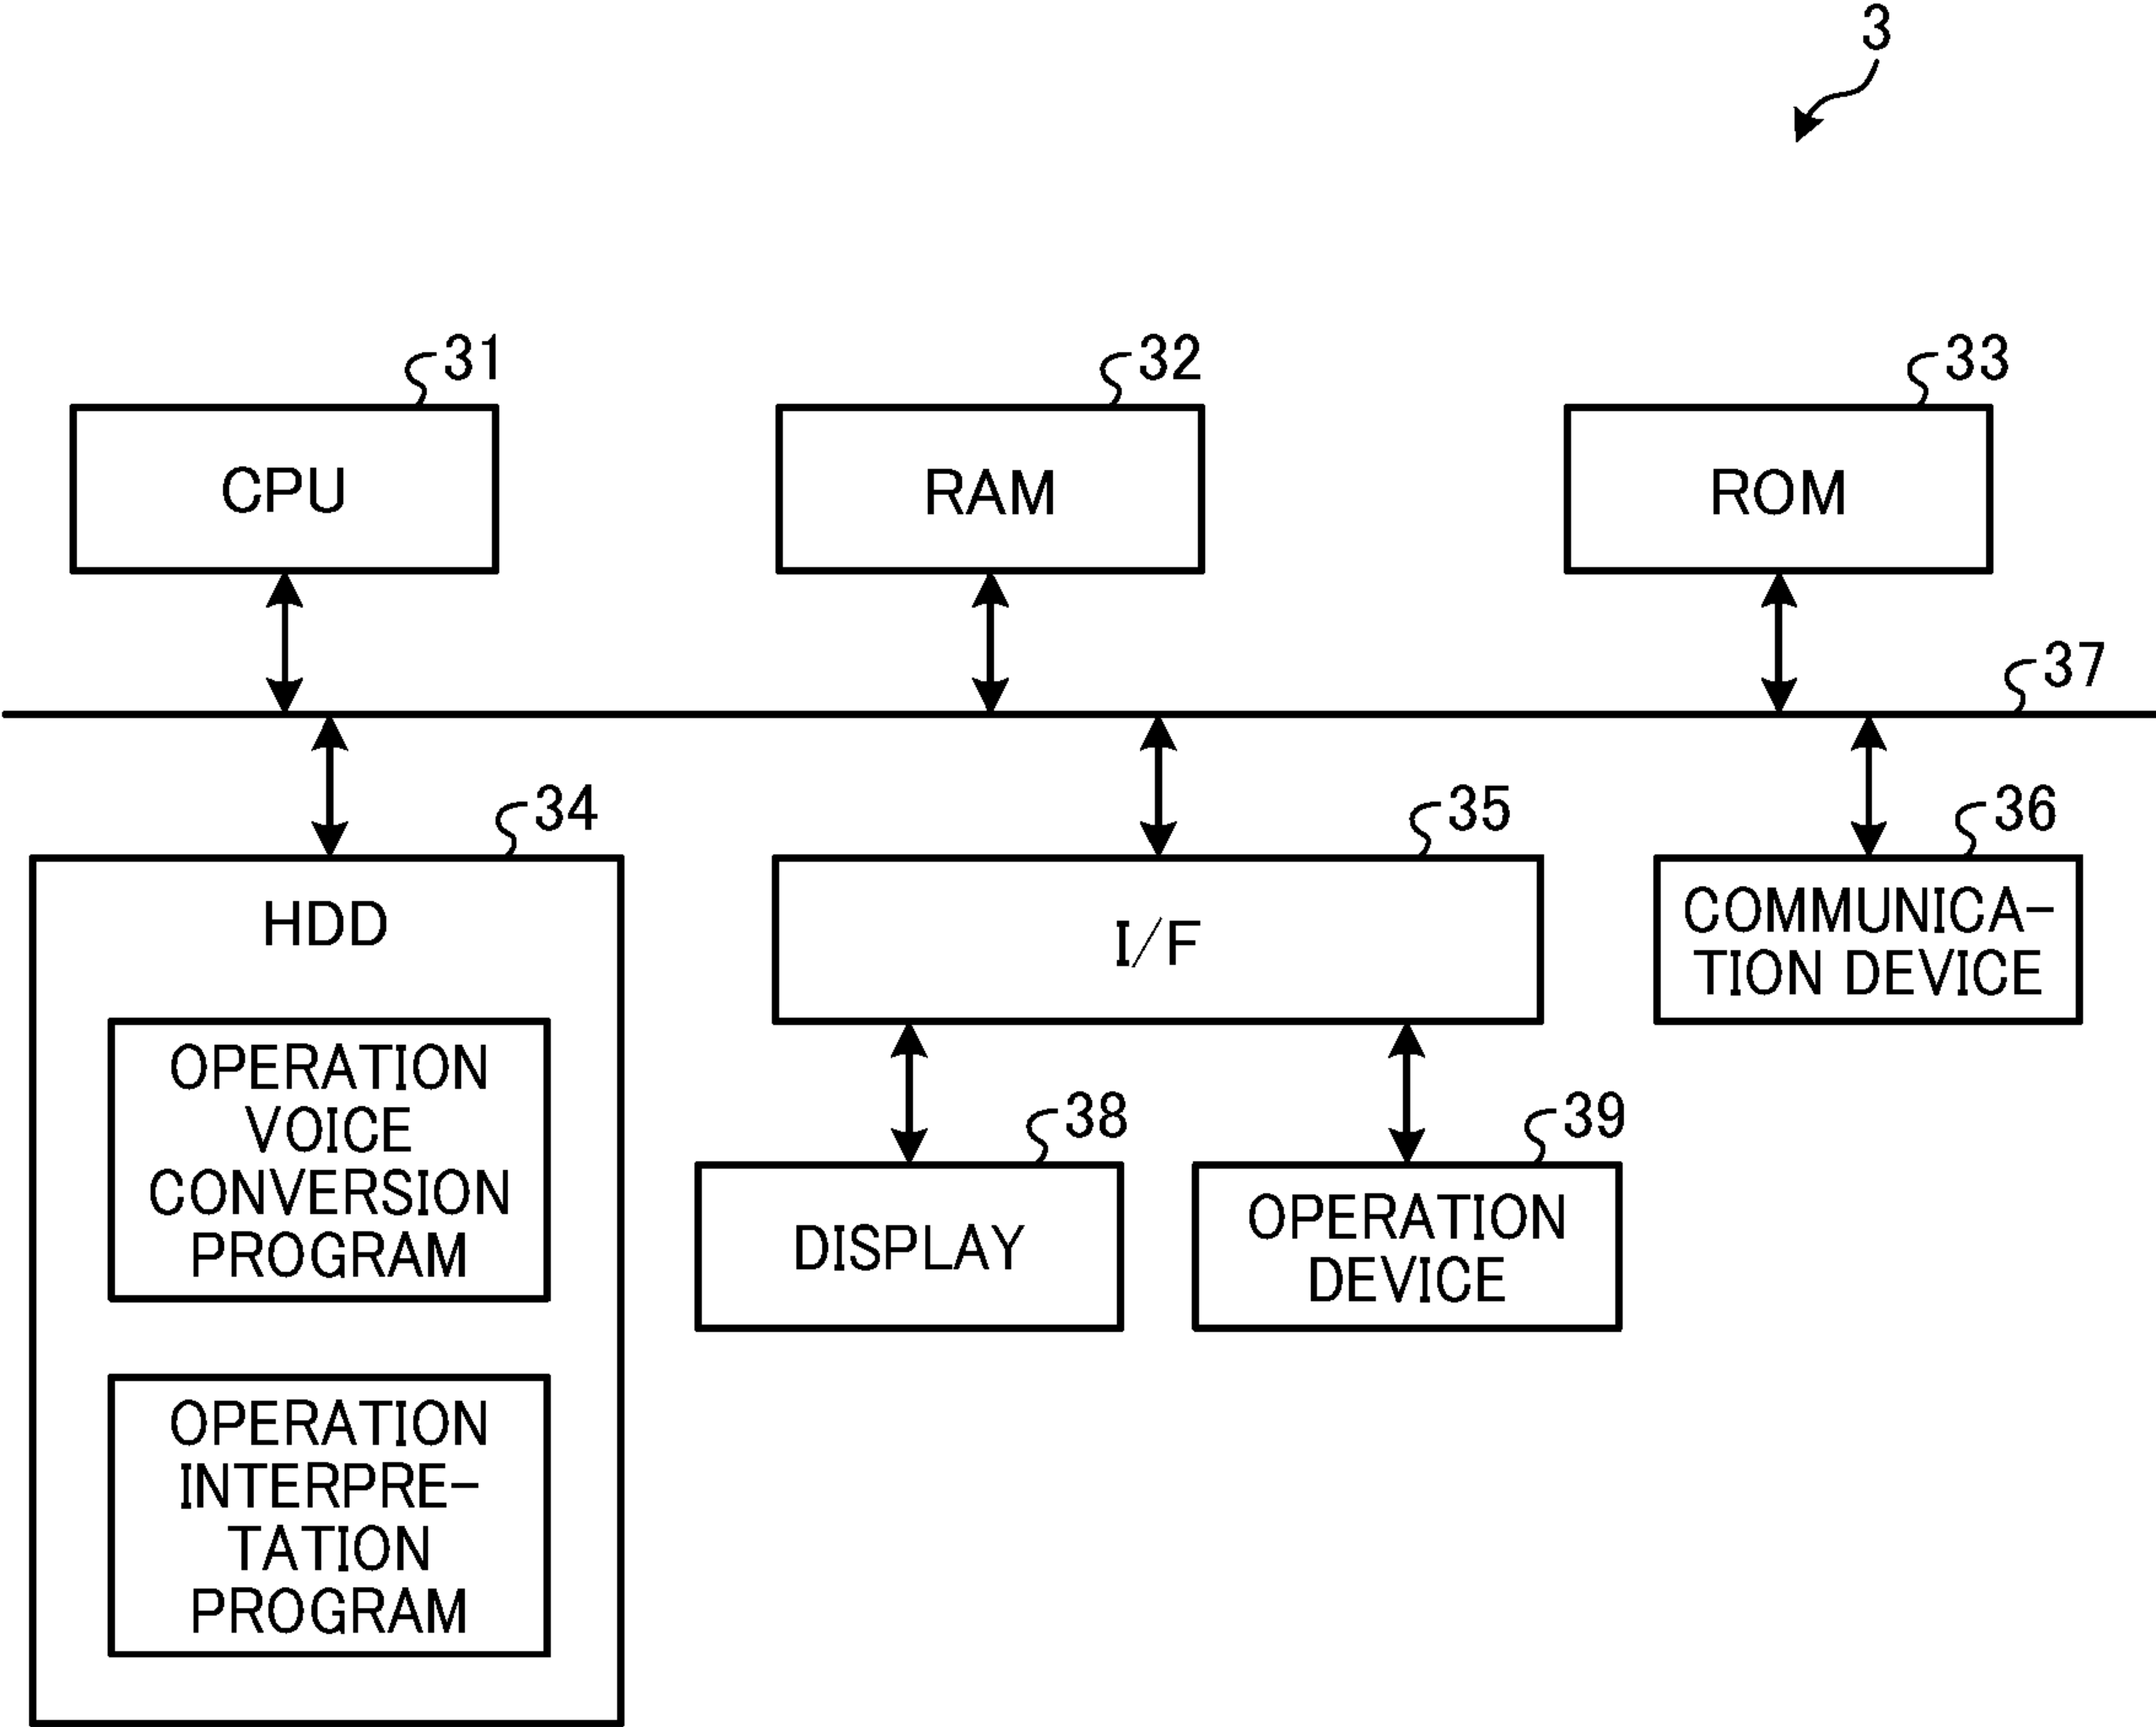 3
31
CPU
32
RAM
33
ROM
37
34
HDD
OPERATION
VOICE
CONVERSION
PROGRAM
OPERATION
INTERPRE-
TATION
PROGRAM
35
I/F
36
COMMUNICA-
TION DEVICE
38
DISPLAY
39
OPERATION
DEVICE